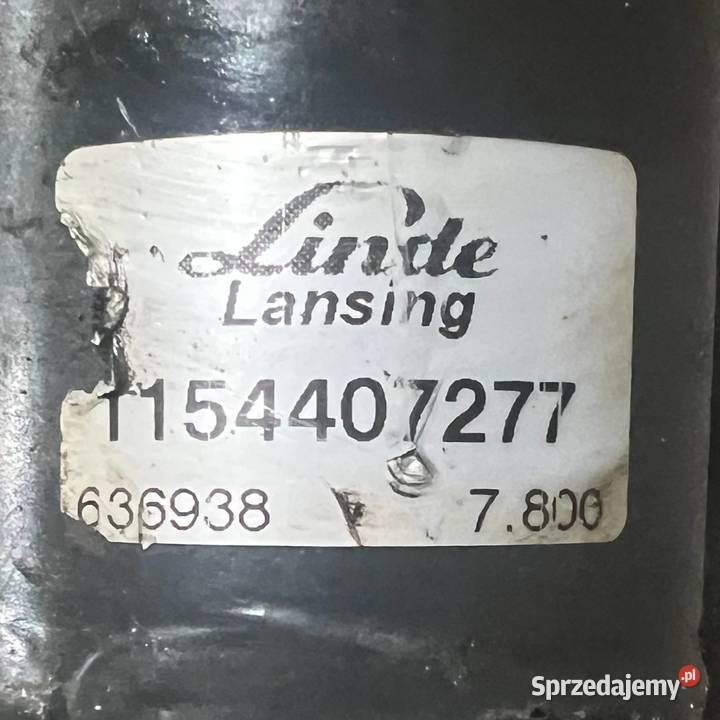 Linde
Lansing
1154407277
636938 7.800
Sprzedajemy.pl